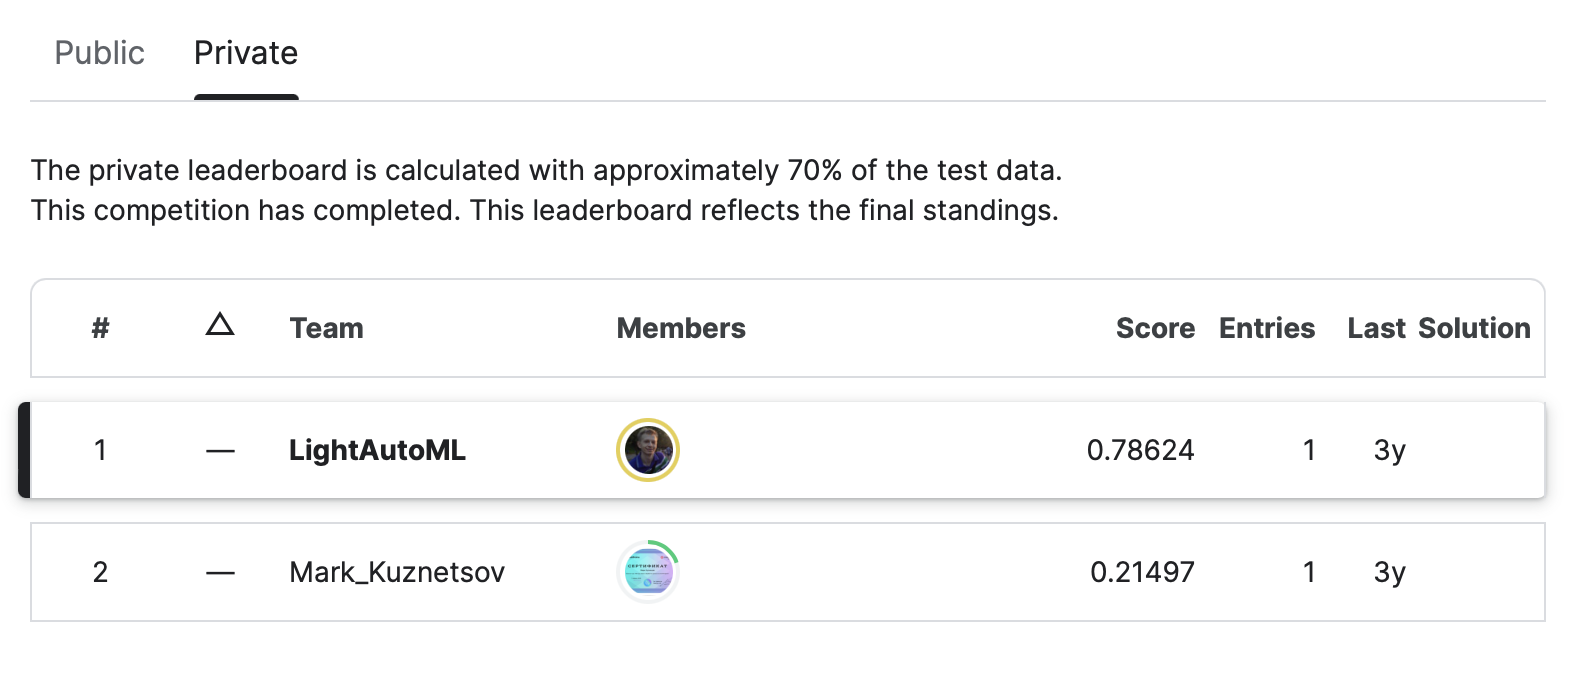 Public Private
The private leaderboard is calculated with approximately 70% of the test data.
This competition has completed. This leaderboard reflects the final standings.
# △ Team Members Score Entries Last Solution
1 — LightAutoML 0.78624 1 3y
СЕРТИФИКАТ
2 — Mark_Kuznetsov 0.21497 1 3y